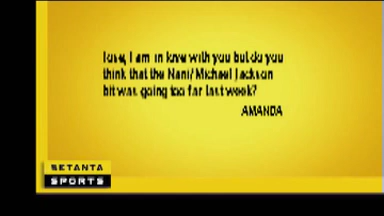 Jose, I am in love with you but do you
think that the Nani/Michael Jackson
bit was going too far last week?
AMANDA
SETANTA
SPORTS